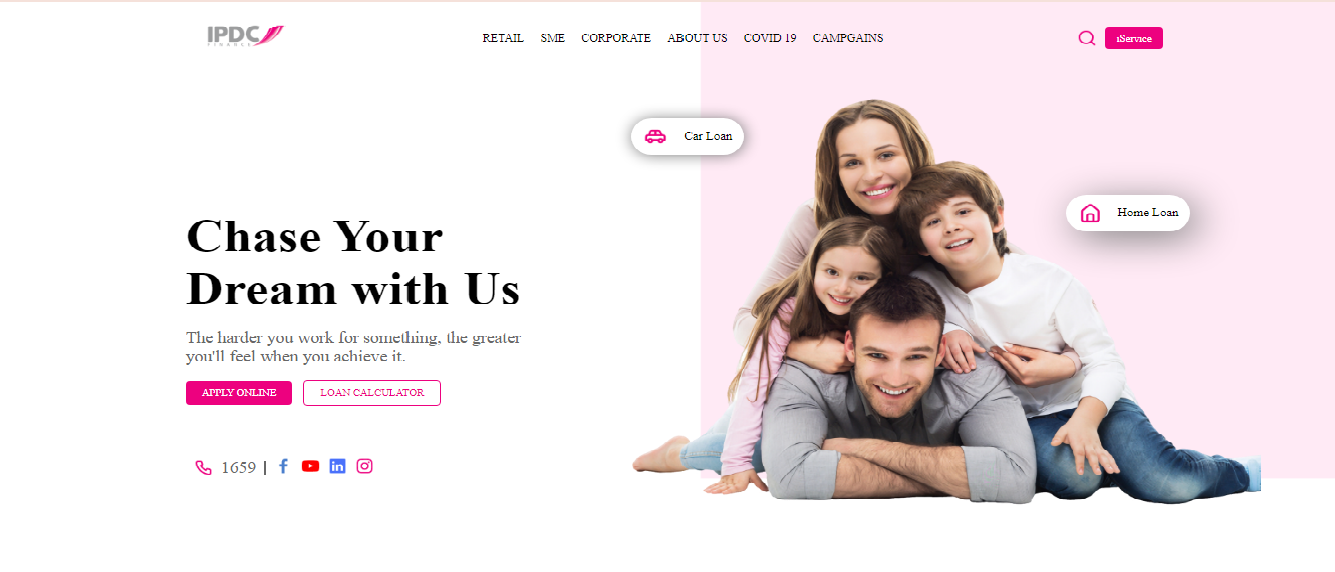 IPDC
FINANCE
RETAIL SME CORPORATE ABOUT US COVID 19 CAMPGAINS
iService
Car Loan
Home Loan
Chase Your
Dream with Us
The harder you work for something, the greater
you'll feel when you achieve it.
APPLY ONLINE LOAN CALCULATOR
1659 |